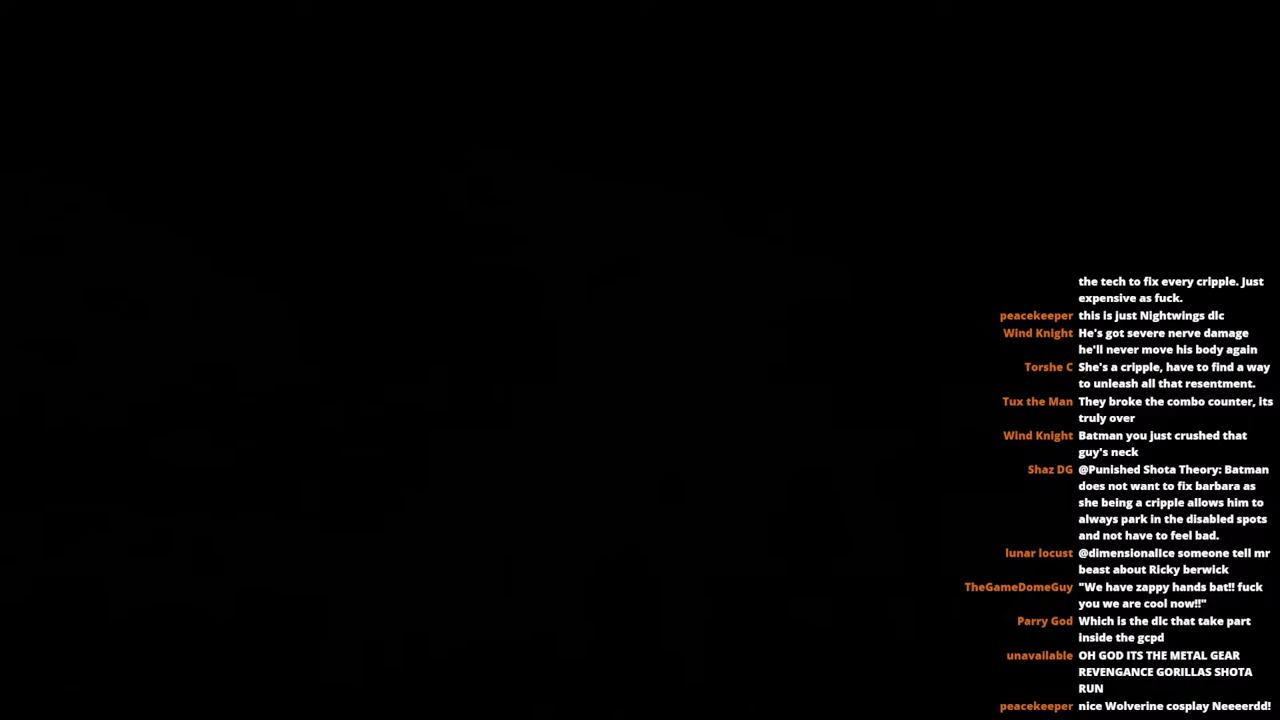 the tech to fix every cripple. Just
expensive as fuck.
peacekeeper this is just Nightwings dlc
Wind Knight He's got severe nerve damage
he'll never move his body again
Torshe C She's a cripple, have to find a way
to unleash all that resentment.
Tux the Man They broke the combo counter, its
truly over
Wind Knight Batman you just crushed that
guy's neck
Shaz DG @Punished Shota Theory: Batman
does not want to fix barbara as
she being a cripple allows him to
always park in the disabled spots
and not have to feel bad.
lunar locust @dimensionalIce someone tell mr
beast about Ricky berwick
TheGameDomeGuy "We have zappy hands bat!! fuck
you we are cool now!!"
Parry God Which is the dlc that take part
inside the gcpd
unavailable OH GOD ITS THE METAL GEAR
REVENGANCE GORILLAS SHOTA
RUN
peacekeeper nice Wolverine cosplay Neeeerdd!